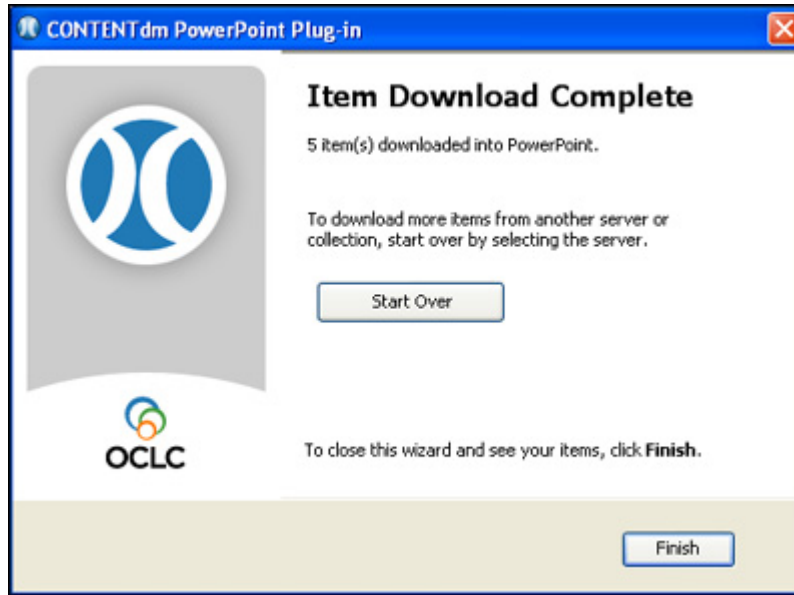 CONTENTdm PowerPoint Plug-in
Item Download Complete
5 item(s) downloaded into PowerPoint.
To download more items from another server or
collection, start over by selecting the server.
Start Over
OCLC
To close this wizard and see your items, click Finish.
Finish